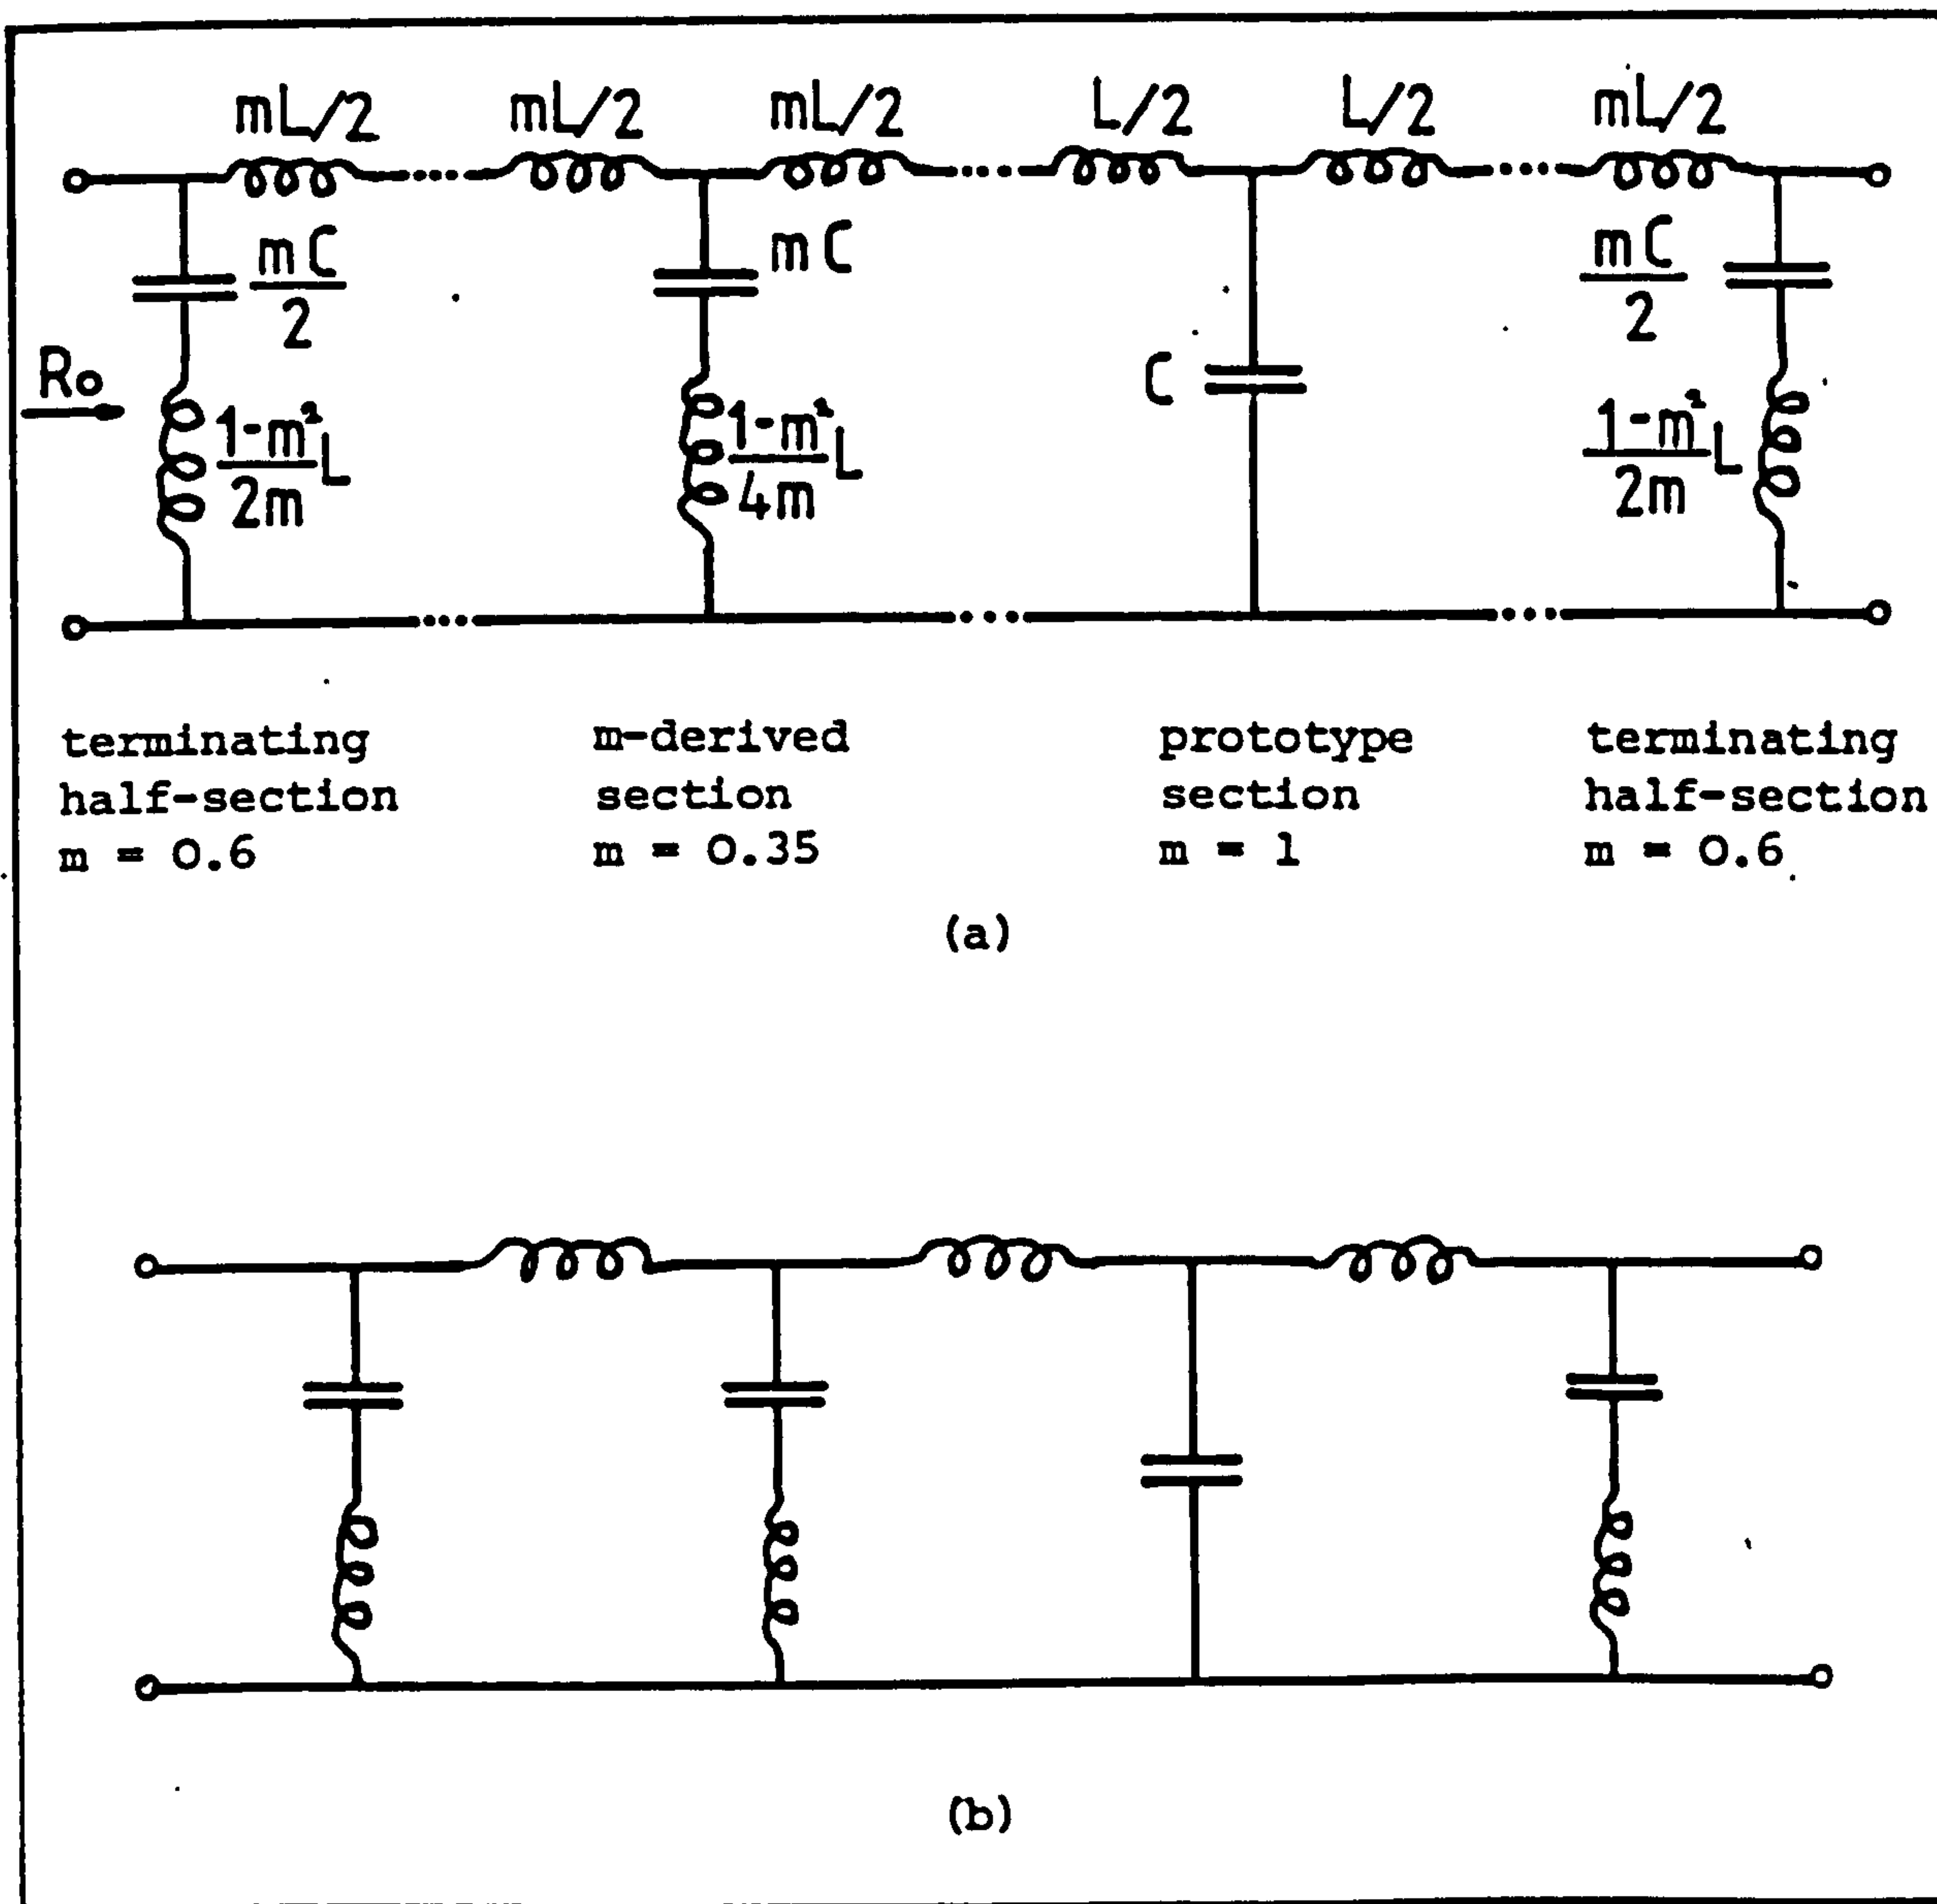 mL/2 mL/2 mL/2 L/2 L/2 mL/2
mC/2 mC C mC/2
Ro
1-m²/2m L 1-m²/4m L 1-m²/2m L
terminating m-derived prototype terminating
half-section section section half-section
m = 0.6 m = 0.35 m = 1 m = 0.6
(a)
(b)